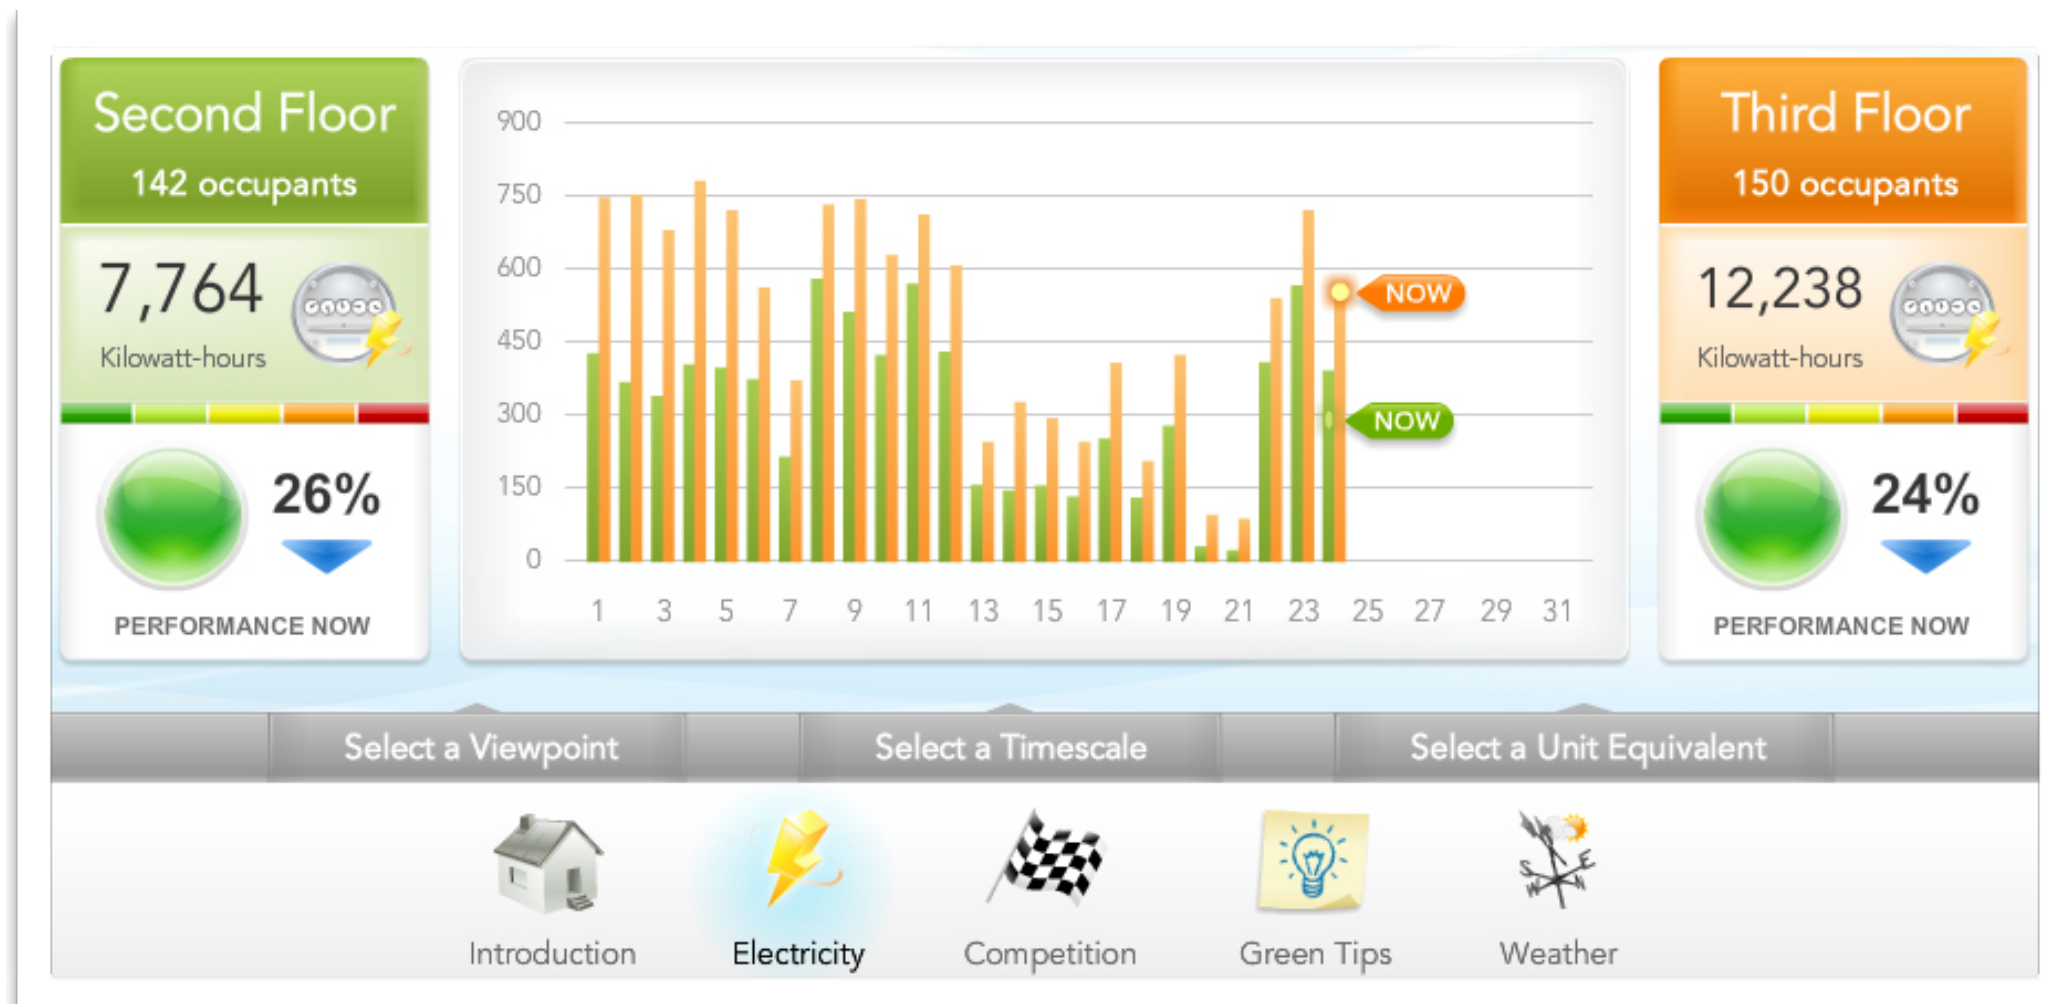 Second Floor
142 occupants
7,764
Kilowatt-hours
26%
PERFORMANCE NOW
900
750
600
450
300
150
0
NOW
NOW
1 3 5 7 9 11 13 15 17 19 21 23 25 27 29 31
Third Floor
150 occupants
12,238
Kilowatt-hours
24%
PERFORMANCE NOW
Select a Viewpoint
Select a Timescale
Select a Unit Equivalent
S E
W N
Introduction
Electricity
Competition
Green Tips
Weather